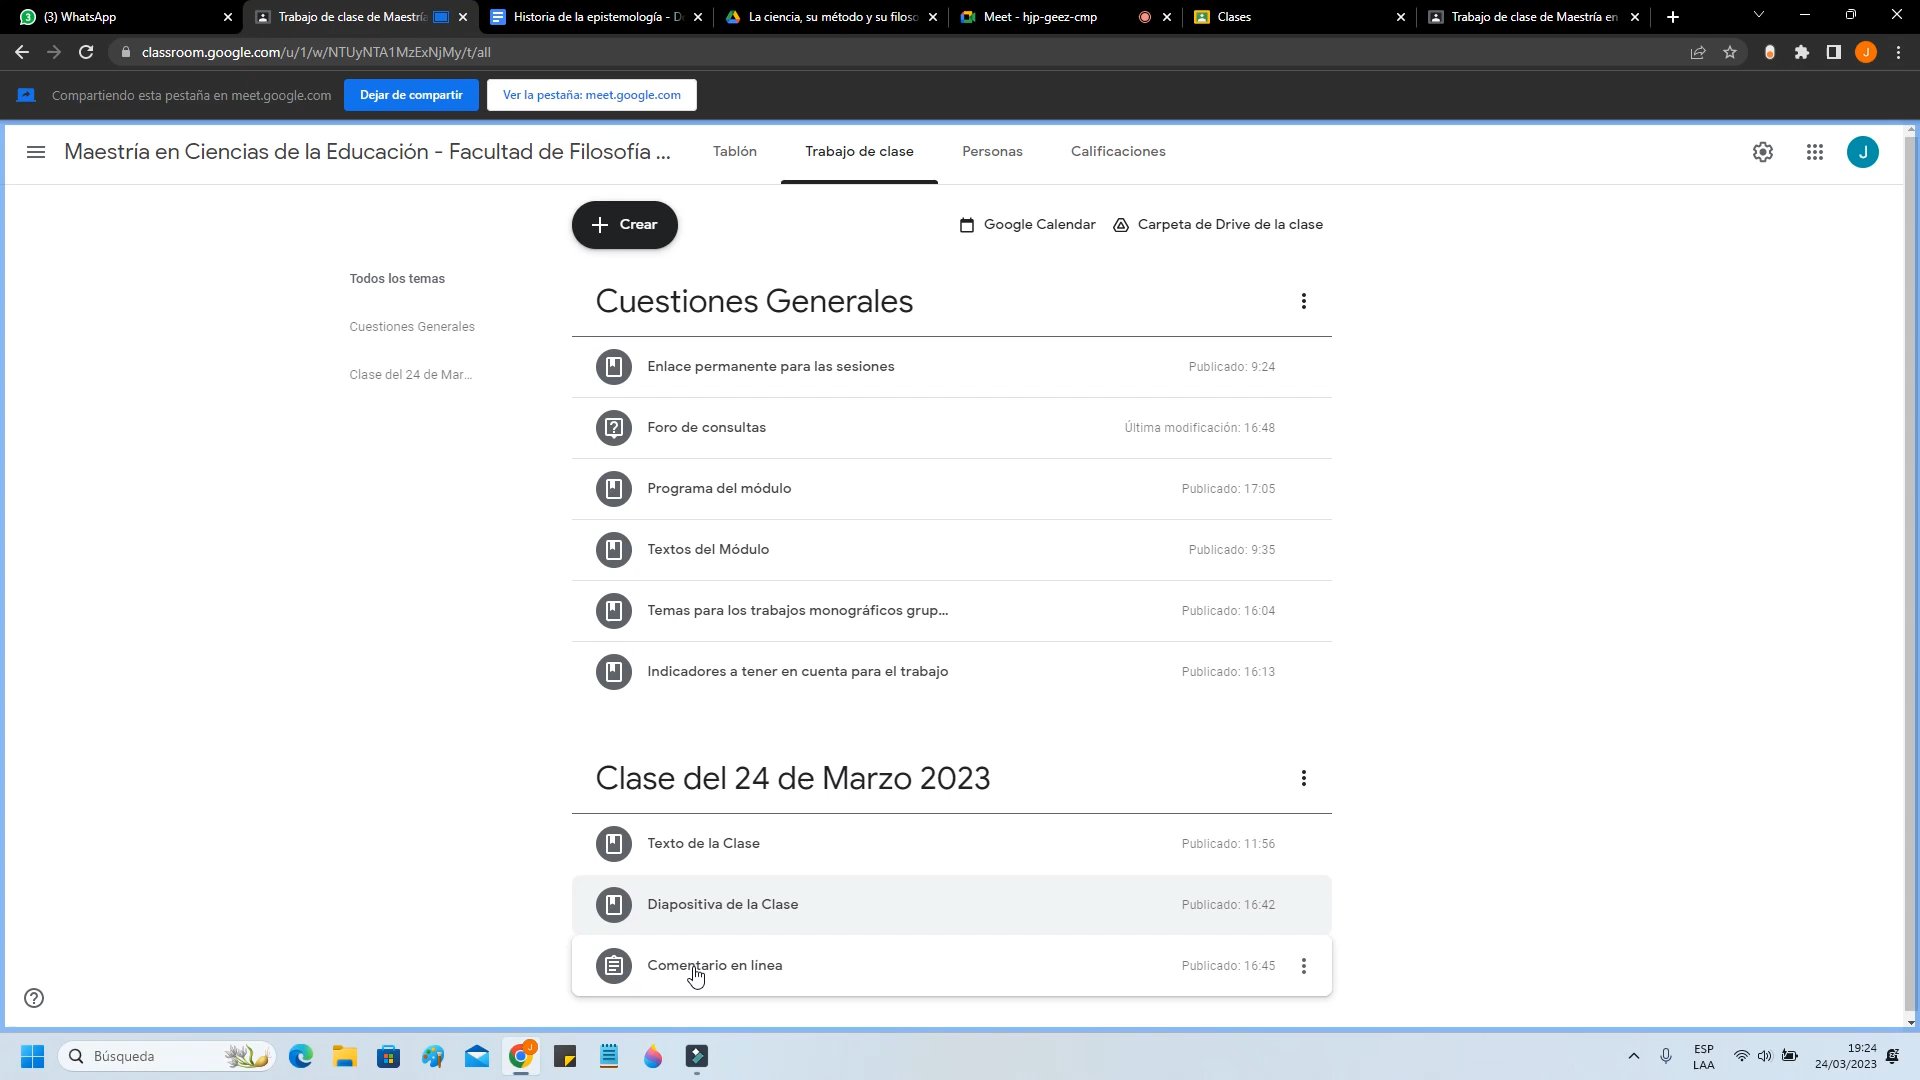 (3) WhatsApp
Trabajo de clase de Maestría
Historia de la epistemología - D
La ciencia, su método y su filoso
Meet - hjp-geez-cmp
Clases
Trabajo de clase de Maestría en
classroom.google.com/u/1/w/NTUyNTA1MzExNjMy/t/all
J
Compartiendo esta pestaña en meet.google.com
Dejar de compartir
Ver la pestaña: meet.google.com
Maestría en Ciencias de la Educación - Facultad de Filosofía ...
Tablón
Trabajo de clase
Personas
Calificaciones
J
Crear
Google Calendar
Carpeta de Drive de la clase
Todos los temas
Cuestiones Generales
Clase del 24 de Mar...
Cuestiones Generales
Enlace permanente para las sesiones
Publicado: 9:24
Foro de consultas
Última modificación: 16:48
Programa del módulo
Publicado: 17:05
Textos del Módulo
Publicado: 9:35
Temas para los trabajos monográficos grup...
Publicado: 16:04
Indicadores a tener en cuenta para el trabajo
Publicado: 16:13
Clase del 24 de Marzo 2023
Texto de la Clase
Publicado: 11:56
Diapositiva de la Clase
Publicado: 16:42
Comentario en línea
Publicado: 16:45
Búsqueda
ESP
LAA
19:24
24/03/2023